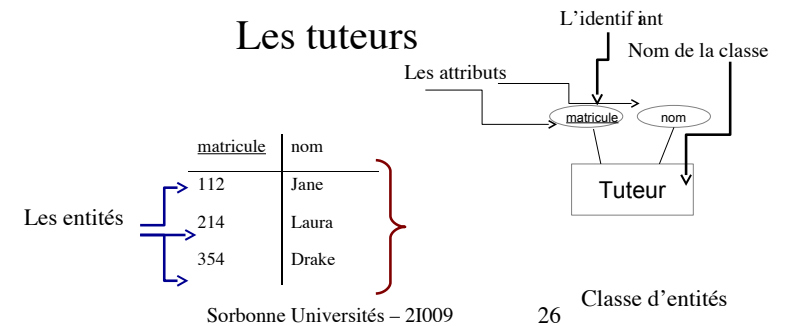 Les tuteurs
L'identifiant
Nom de la classe
Les attributs
matricule
nom
Tuteur
matricule nom
112 Jane
Les entités
214 Laura
354 Drake
Classe d'entités
Sorbonne Universités – 2I009 26